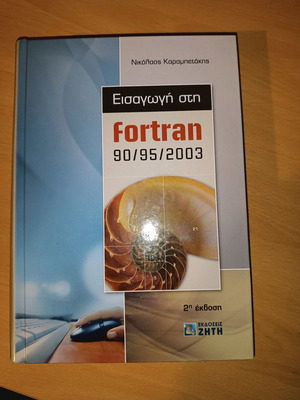 Νικόλαος Καραμπετάκης
Εισαγωγή στη
fortran
90/95/2003
2η έκδοση
ΕΚΔΟΣΕΙΣ
ΖΗΤΗ